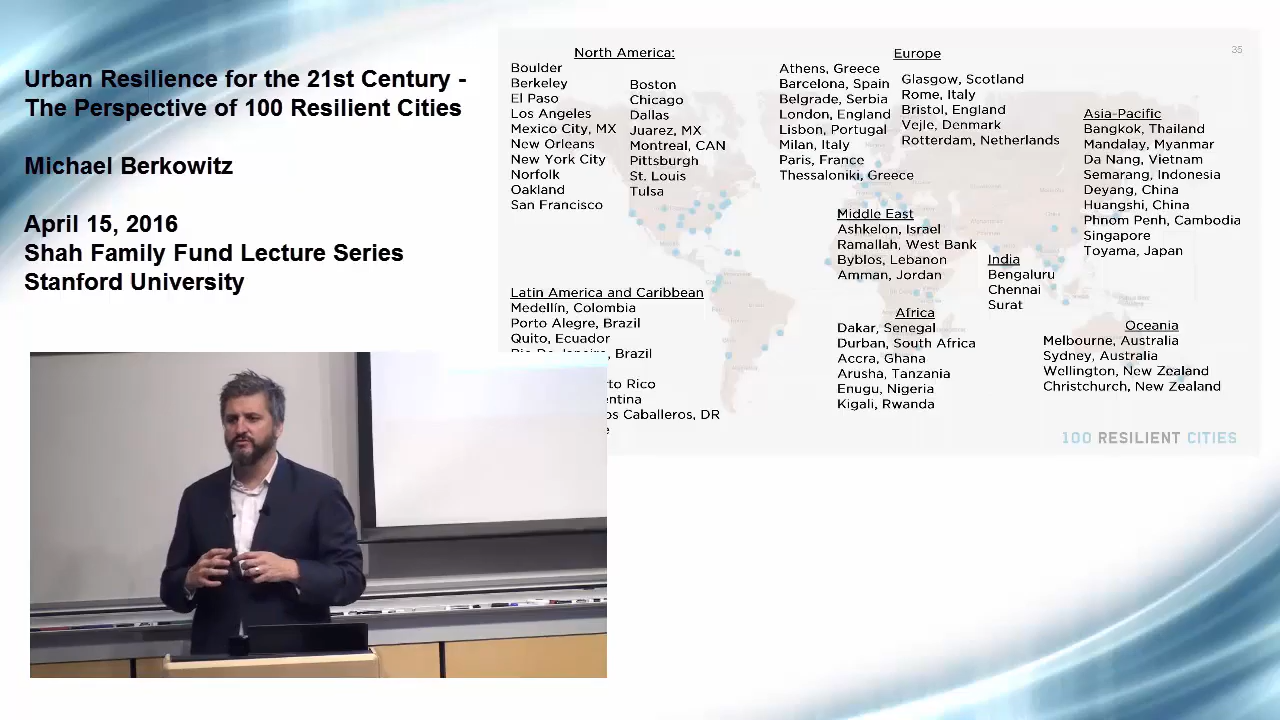 Urban Resilience for the 21st Century -
The Perspective of 100 Resilient Cities
Michael Berkowitz
April 15, 2016
Shah Family Fund Lecture Series
Stanford University
35
North America:
Boulder
Berkeley
El Paso
Los Angeles
Mexico City, MX
New Orleans
New York City
Norfolk
Oakland
San Francisco
Boston
Chicago
Dallas
Juarez, MX
Montreal, CAN
Pittsburgh
St. Louis
Tulsa
Europe
Athens, Greece
Barcelona, Spain
Belgrade, Serbia
London, England
Lisbon, Portugal
Milan, Italy
Paris, France
Thessaloniki, Greece
Glasgow, Scotland
Rome, Italy
Bristol, England
Vejle, Denmark
Rotterdam, Netherlands
Asia-Pacific
Bangkok, Thailand
Mandalay, Myanmar
Da Nang, Vietnam
Semarang, Indonesia
Deyang, China
Huangshi, China
Phnom Penh, Cambodia
Singapore
Toyama, Japan
Middle East
Ashkelon, Israel
Ramallah, West Bank
Byblos, Lebanon
Amman, Jordan
India
Bengaluru
Chennai
Surat
Latin America and Caribbean
Medellín, Colombia
Porto Alegre, Brazil
Quito, Ecuador
Brazil
Rico
Caballeros, DR
Africa
Dakar, Senegal
Durban, South Africa
Accra, Ghana
Arusha, Tanzania
Enugu, Nigeria
Kigali, Rwanda
Oceania
Melbourne, Australia
Sydney, Australia
Wellington, New Zealand
Christchurch, New Zealand
100 RESILIENT CITIES